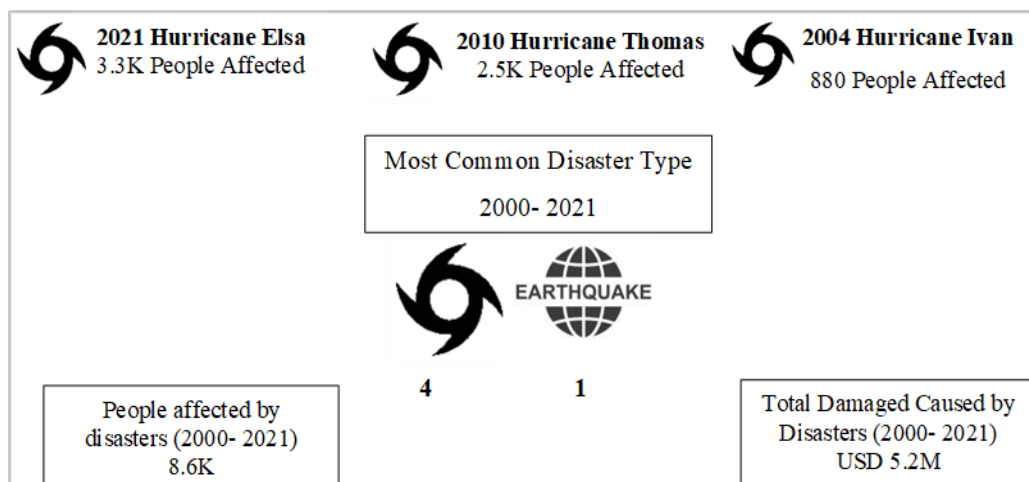 2021 Hurricane Elsa
3.3K People Affected
2010 Hurricane Thomas
2.5K People Affected
2004 Hurricane Ivan
880 People Affected
Most Common Disaster Type
2000- 2021
EARTHQUAKE
4
1
People affected by
disasters (2000- 2021)
8.6K
Total Damaged Caused by
Disasters (2000- 2021)
USD 5.2M